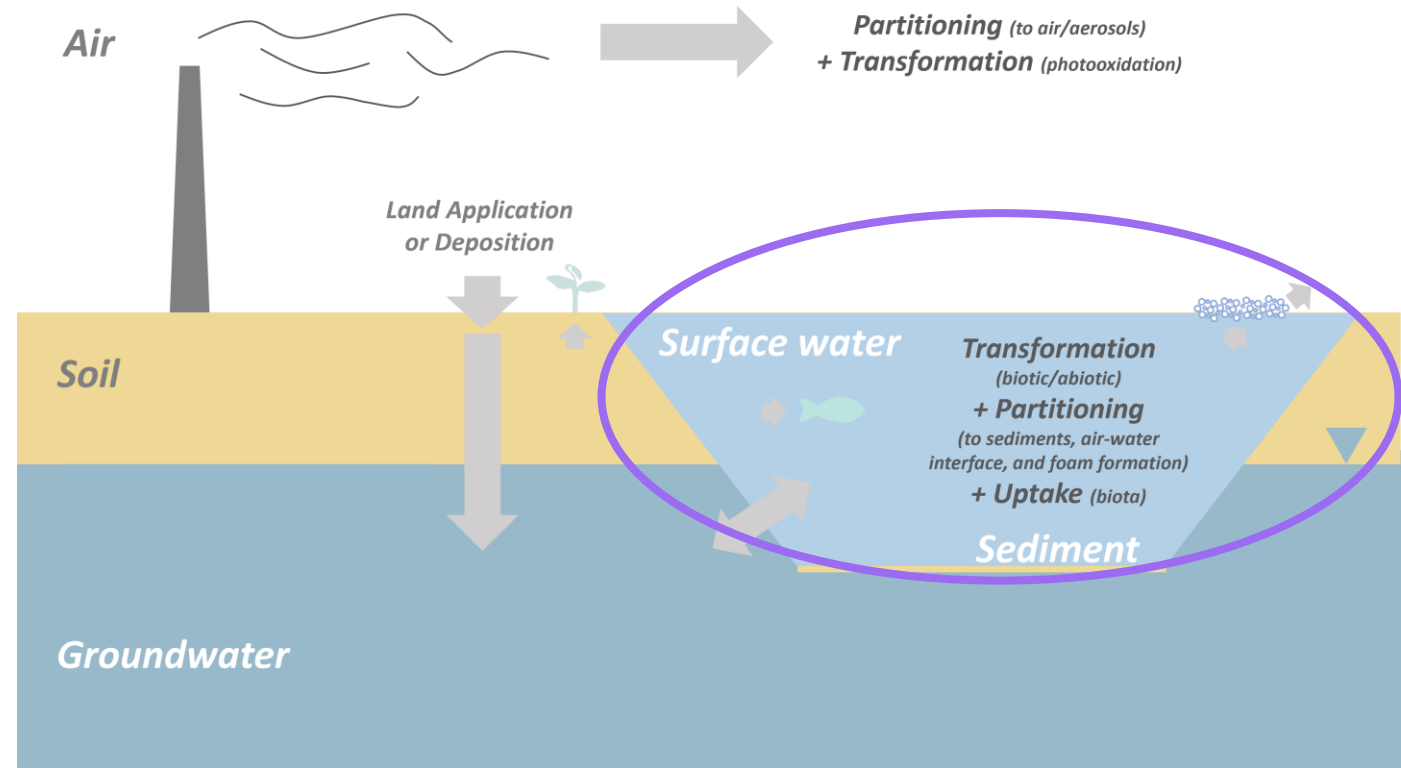 Air
Partitioning (to air/aerosols)
+ Transformation (photooxidation)
Land Application
or Deposition
Soil
Surface water
Transformation
(biotic/abiotic)
+ Partitioning
(to sediments, air-water
interface, and foam formation)
+ Uptake (biota)
Sediment
Groundwater